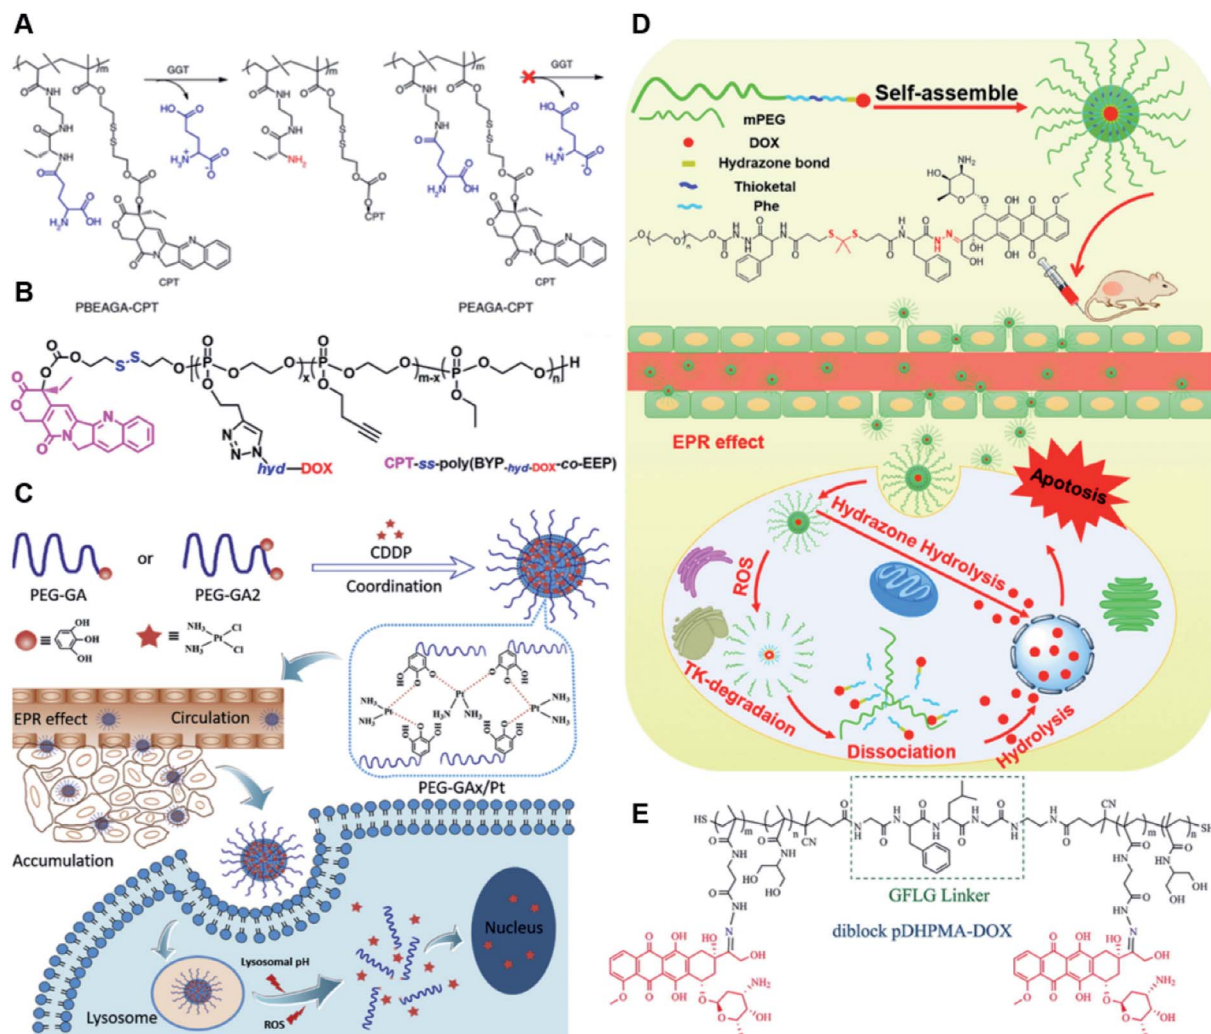 A
GGT
GGT
CPT
CPT
CPT
PBEAGA-CPT
PEAGA-CPT
B
CPT-ss-poly(BYP-hyd-DOX-co-EEP)
hyd—DOX
C
PEG-GA
or
PEG-GA2
CDDP
Coordination
EPR effect
Circulation
Accumulation
PEG-GAx/Pt
Lysosome
Lysosomal pH
ROS
Nucleus
D
Self-assemble
mPEG
DOX
Hydrazone bond
Thioketal
Phe
EPR effect
Apotosis
Hydrazone Hydrolysis
ROS
TK-degradaion
Dissociation
Hydrolysis
E
GFLG Linker
diblock pDHPMA-DOX